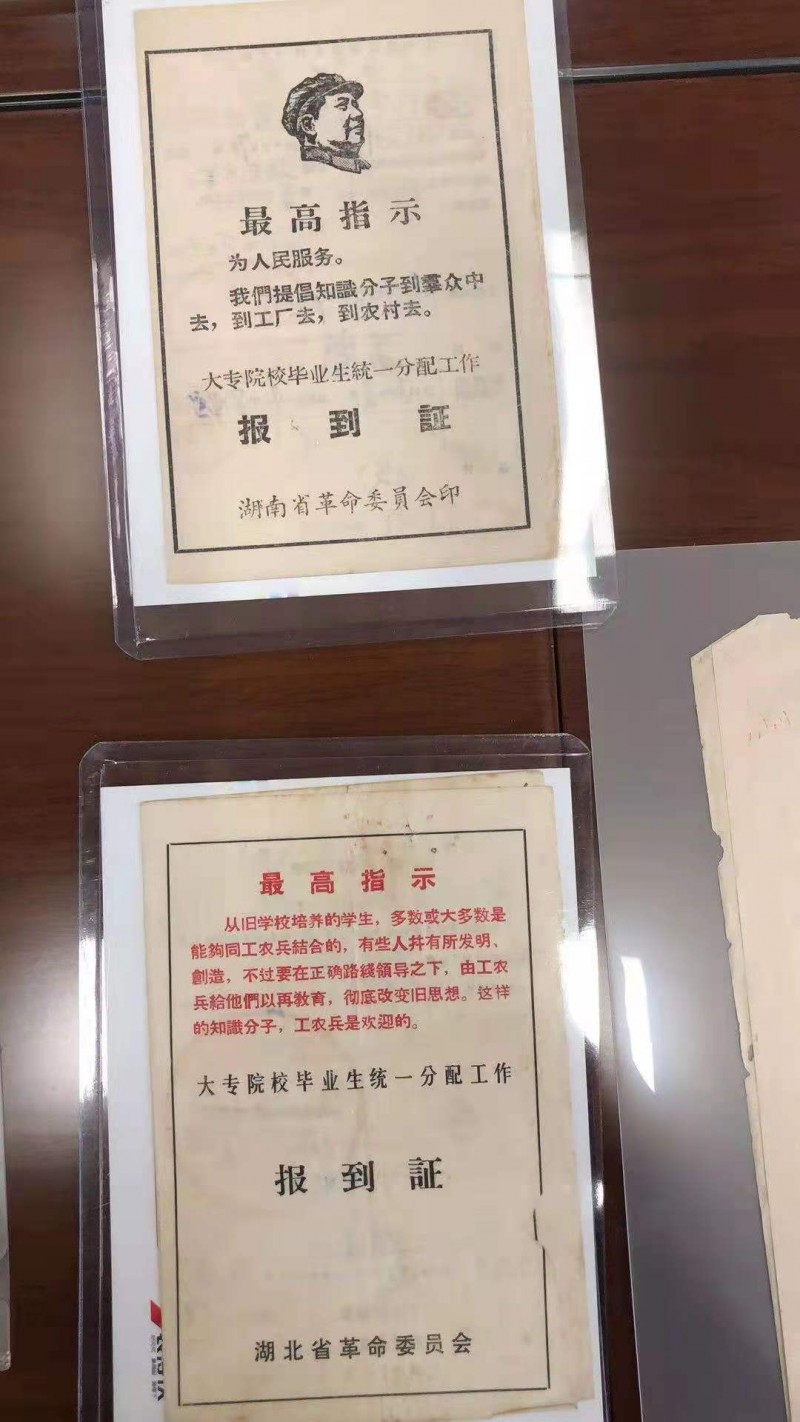 最高指示
为人民服务。
我們提倡知識分子到羣众中
去，到工厂去，到农村去。
大专院校毕业生統一分配工作
报到証
湖南省革命委員会印
最高指示
从旧学校培养的学生，多数或大多数是
能夠同工农兵結合的，有些人幷有所发明、
創造，不过要在正确路綫領导之下，由工农
兵給他們以再教育，彻底改变旧思想。这样
的知識分子，工农兵是欢迎的。
大专院校毕业生统一分配工作
报到証
湖北省革命委员会